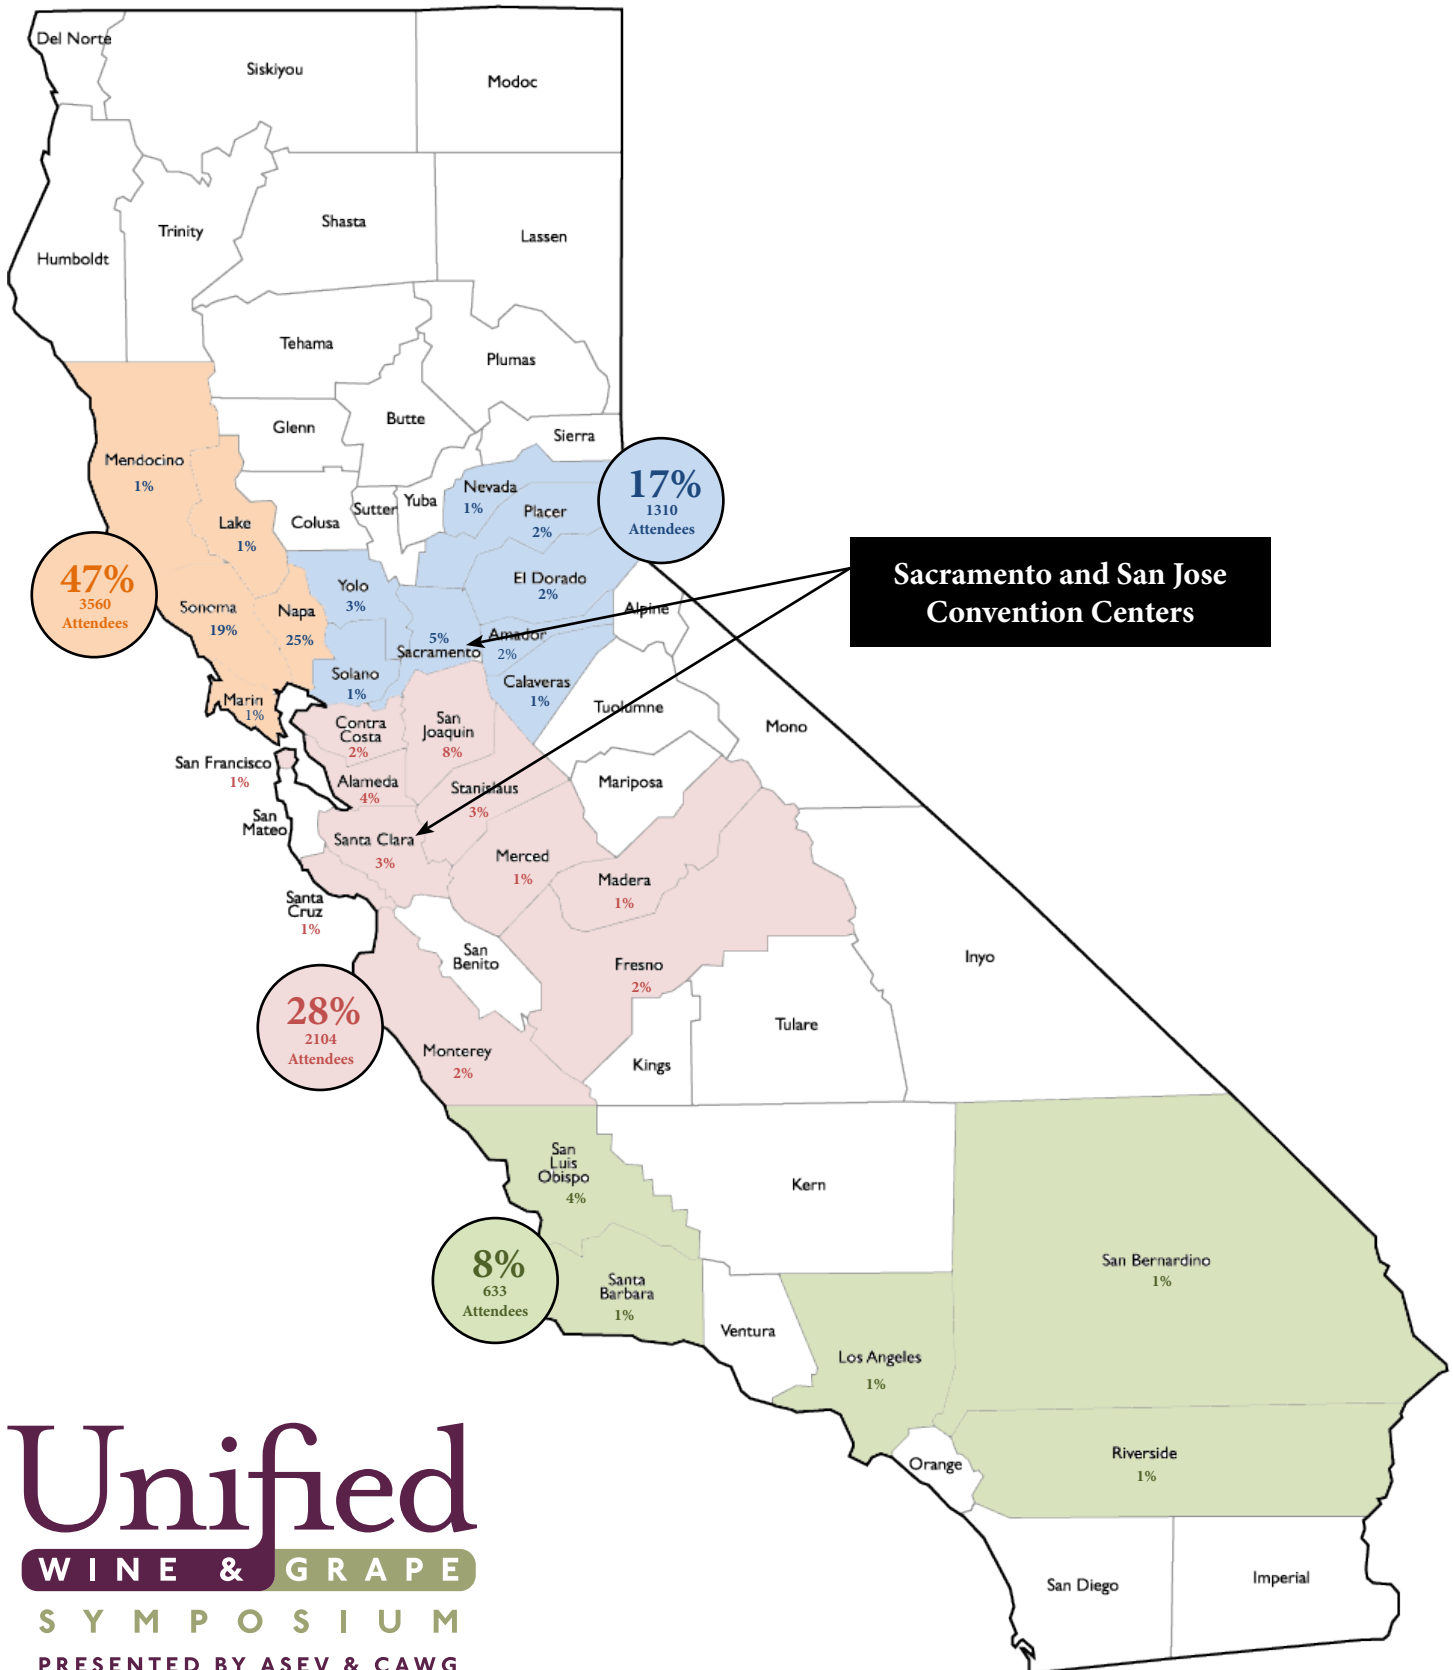 Del Norte
Siskiyou
Modoc
Humboldt
Trinity
Shasta
Lassen
Tehama
Plumas
Glenn
Butte
Sierra
Mendocino
1%
Lake
1%
Colusa
Sutter
Yuba
Nevada
1%
Placer
2%
17%
1310
Attendees
47%
3560
Attendees
Sonoma
19%
Napa
25%
Yolo
3%
El Dorado
2%
Alpine
Sacramento and San Jose
Convention Centers
5%
Sacramento
Amador
2%
Solano
1%
Calaveras
1%
Marin
1%
Contra
Costa
2%
San
Joaquin
8%
Tuolumne
Mono
San Francisco
1%
Alameda
4%
Stanislaus
3%
Mariposa
San
Mateo
Santa Clara
3%
Merced
1%
Madera
1%
Santa
Cruz
1%
San
Benito
Fresno
2%
Inyo
28%
2104
Attendees
Monterey
2%
Kings
Tulare
San
Luis
Obispo
4%
Kern
8%
633
Attendees
Santa
Barbara
1%
Ventura
Los Angeles
1%
San Bernardino
1%
Orange
Riverside
1%
San Diego
Imperial
Unified
WINE & GRAPE
SYMPOSIUM
PRESENTED BY ASEV & CAWG